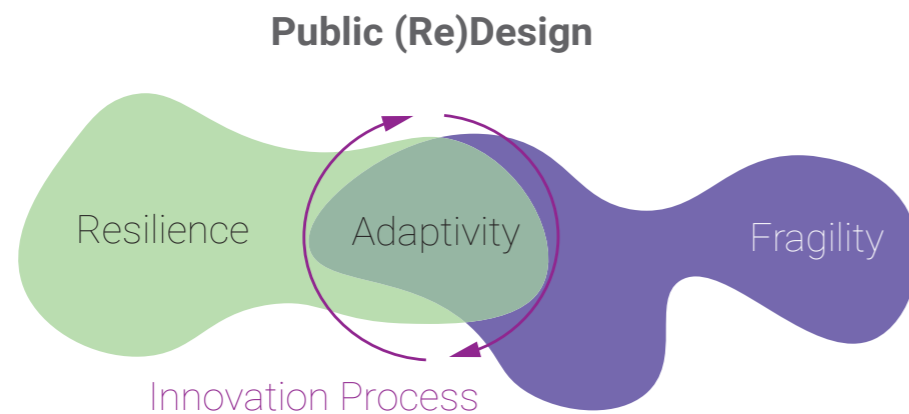 Public (Re)Design
Resilience
Adaptivity
Fragility
Innovation Process